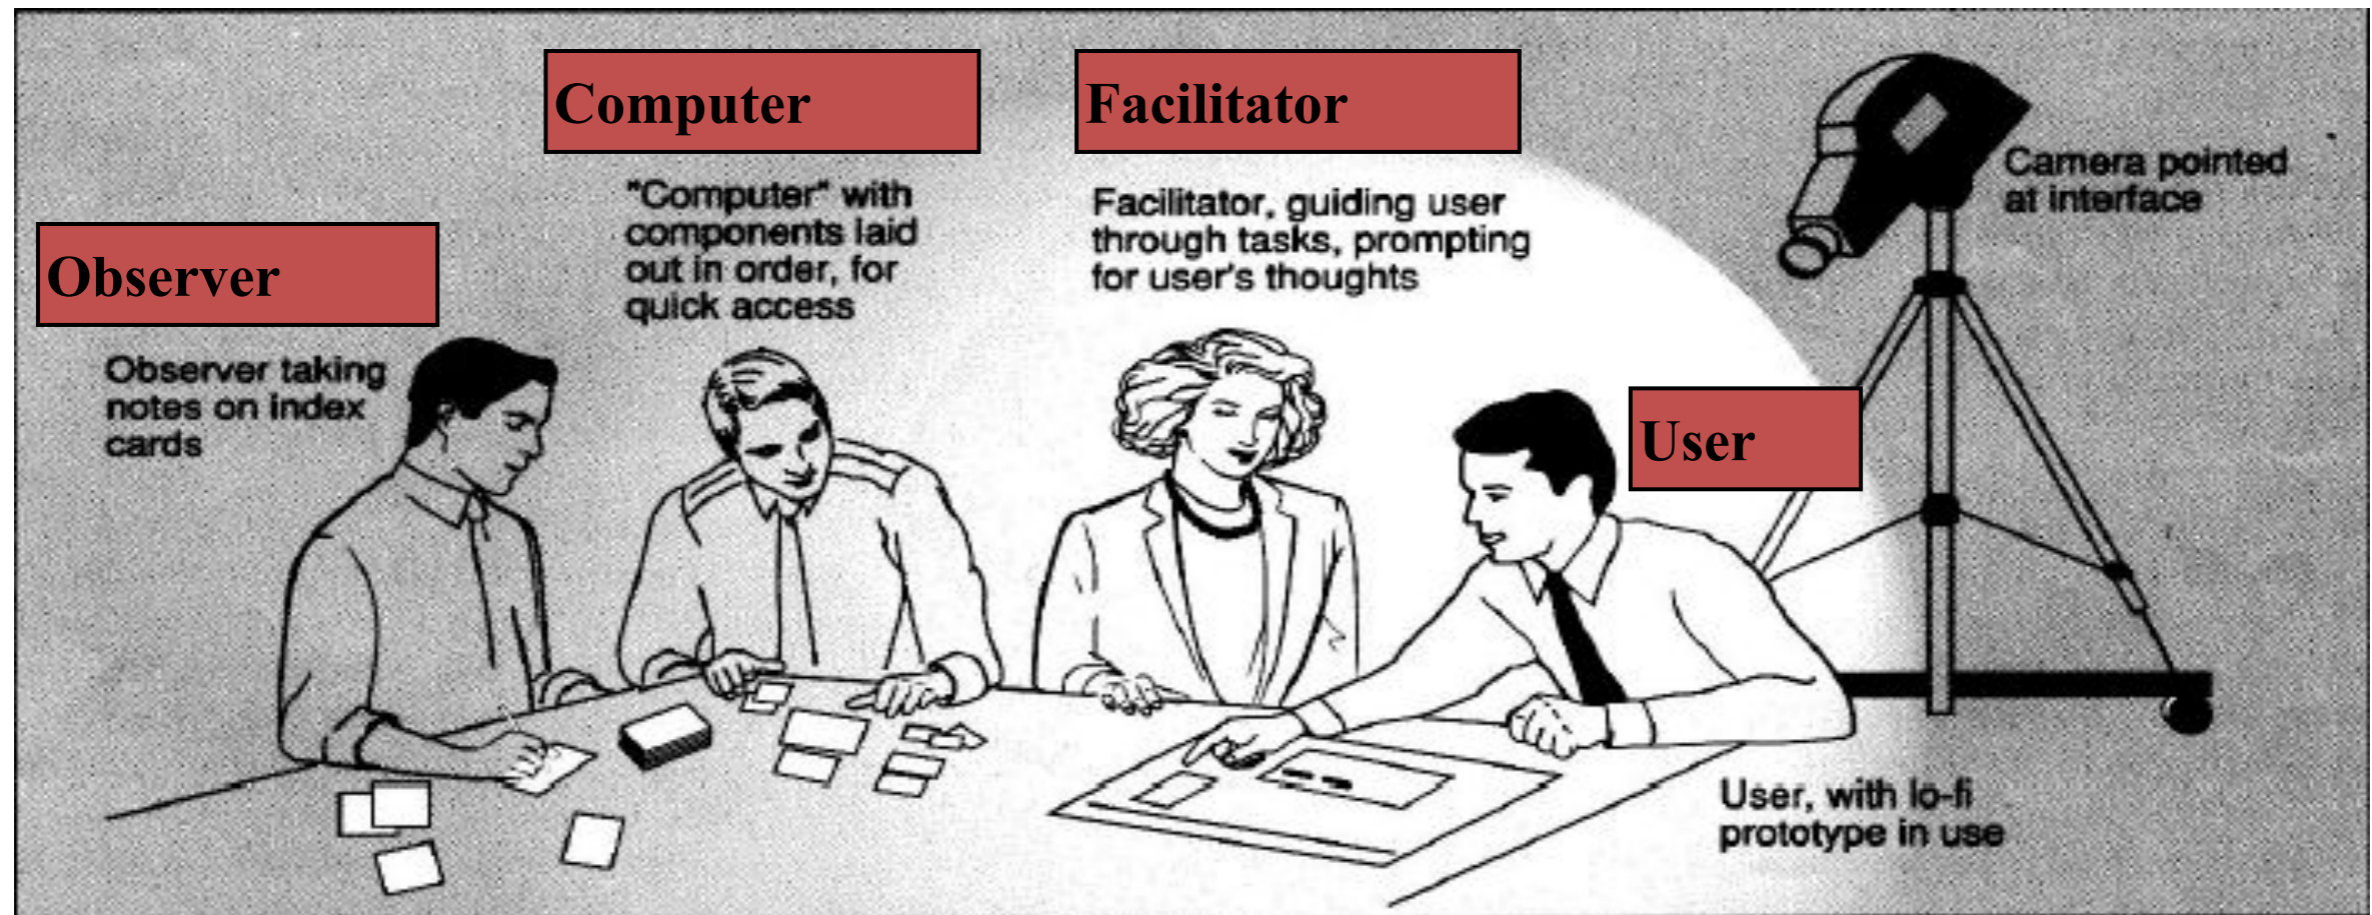 Computer
Facilitator
Observer
User
"Computer" with
components laid
out in order, for
quick access
Facilitator, guiding user
through tasks, prompting
for user's thoughts
Camera pointed
at interface
Observer taking
notes on index
cards
User, with lo-fi
prototype in use